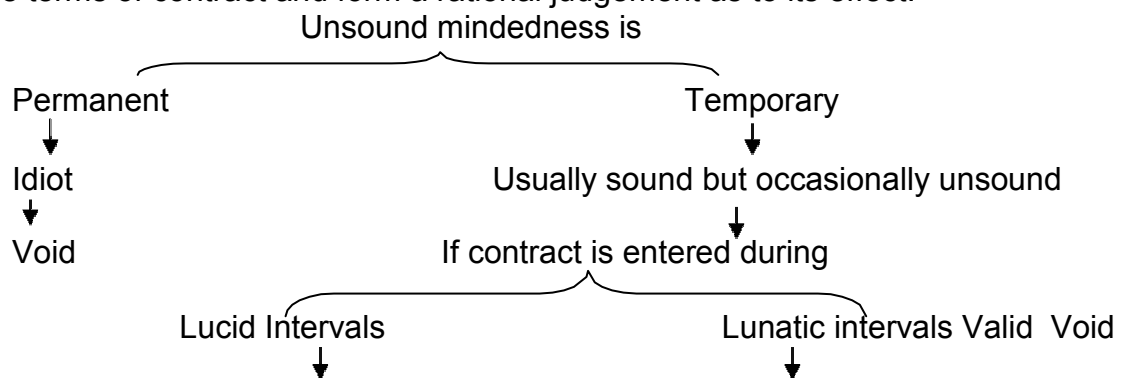 terms of contract and form a rational judgement as to its effect.
Unsound mindedness is
Permanent Temporary
Idiot Usually sound but occasionally unsound
Void If contract is entered during
Lucid Intervals Lunatic intervals Valid Void